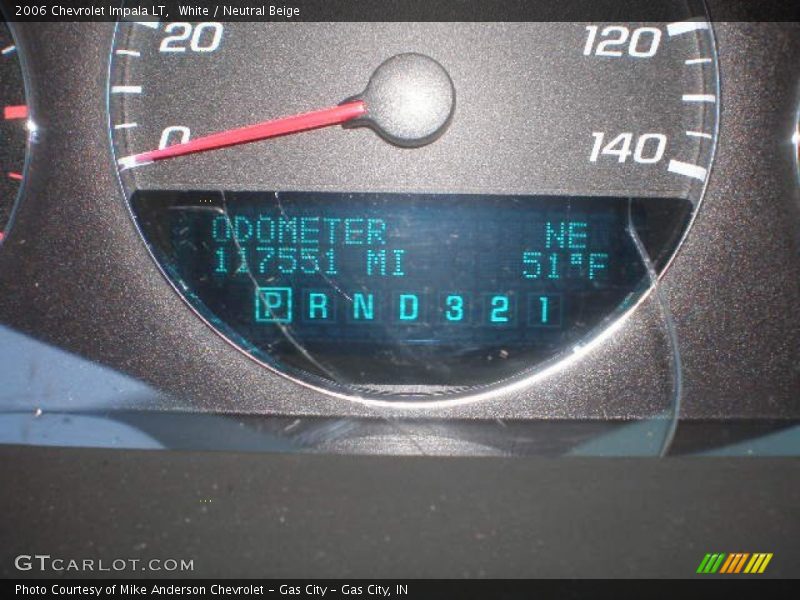 2006 Chevrolet Impala LT, White / Neutral Beige
20
120
0
140
ODOMETER NE
117551 MI 51°F
P R N D 3 2 1
GTCARLOT.COM
Photo Courtesy of Mike Anderson Chevrolet - Gas City - Gas City, IN